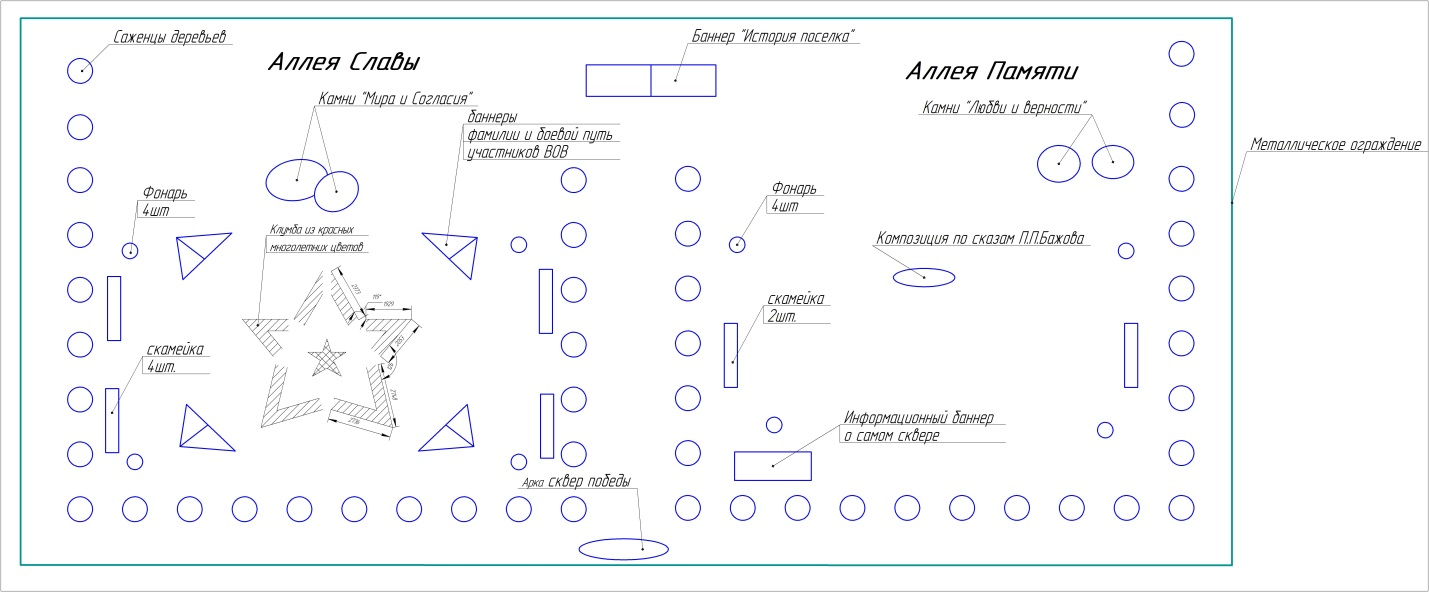 Саженцы деревьев
Аллея Славы
Баннер "История поселка"
Аллея Памяти
Камни "Мира и Согласия"
баннеры
фамилии и боевой путь
участников ВОВ
Камни "Любви и верности"
Металлическое ограждение
Фонарь
4шт
Фонарь
4шт
Клумба из красных
многолетних цветов
Композиция по сказам П.П.Бажова
скамейка
4шт.
скамейка
2шт.
Информационный баннер
о самом сквере
Арка сквер победы
119°
1929